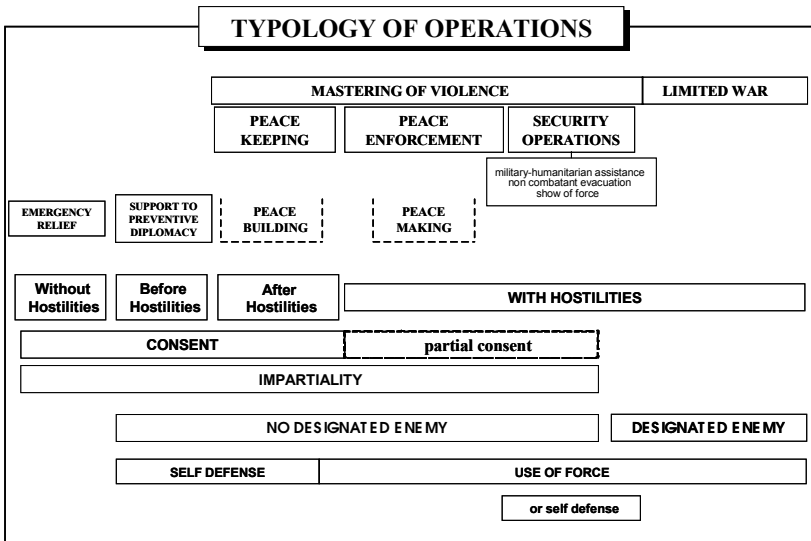 TYPOLOGY OF OPERATIONS
MASTERING OF VIOLENCE
LIMITED WAR
PEACE
KEEPING
PEACE
ENFORCEMENT
SECURITY
OPERATIONS
military-humanitarian assistance
non combatant evacuation
show of force
EMERGENCY
RELIEF
SUPPORT TO
PREVENTIVE
DIPLOMACY
PEACE
BUILDING
PEACE
MAKING
Without
Hostilities
Before
Hostilities
After
Hostilities
WITH HOSTILITIES
CONSENT
partial consent
IMPARTIALITY
NO DESIGNATED ENEMY
DESIGNATED ENEMY
SELF DEFENSE
USE OF FORCE
or self defense